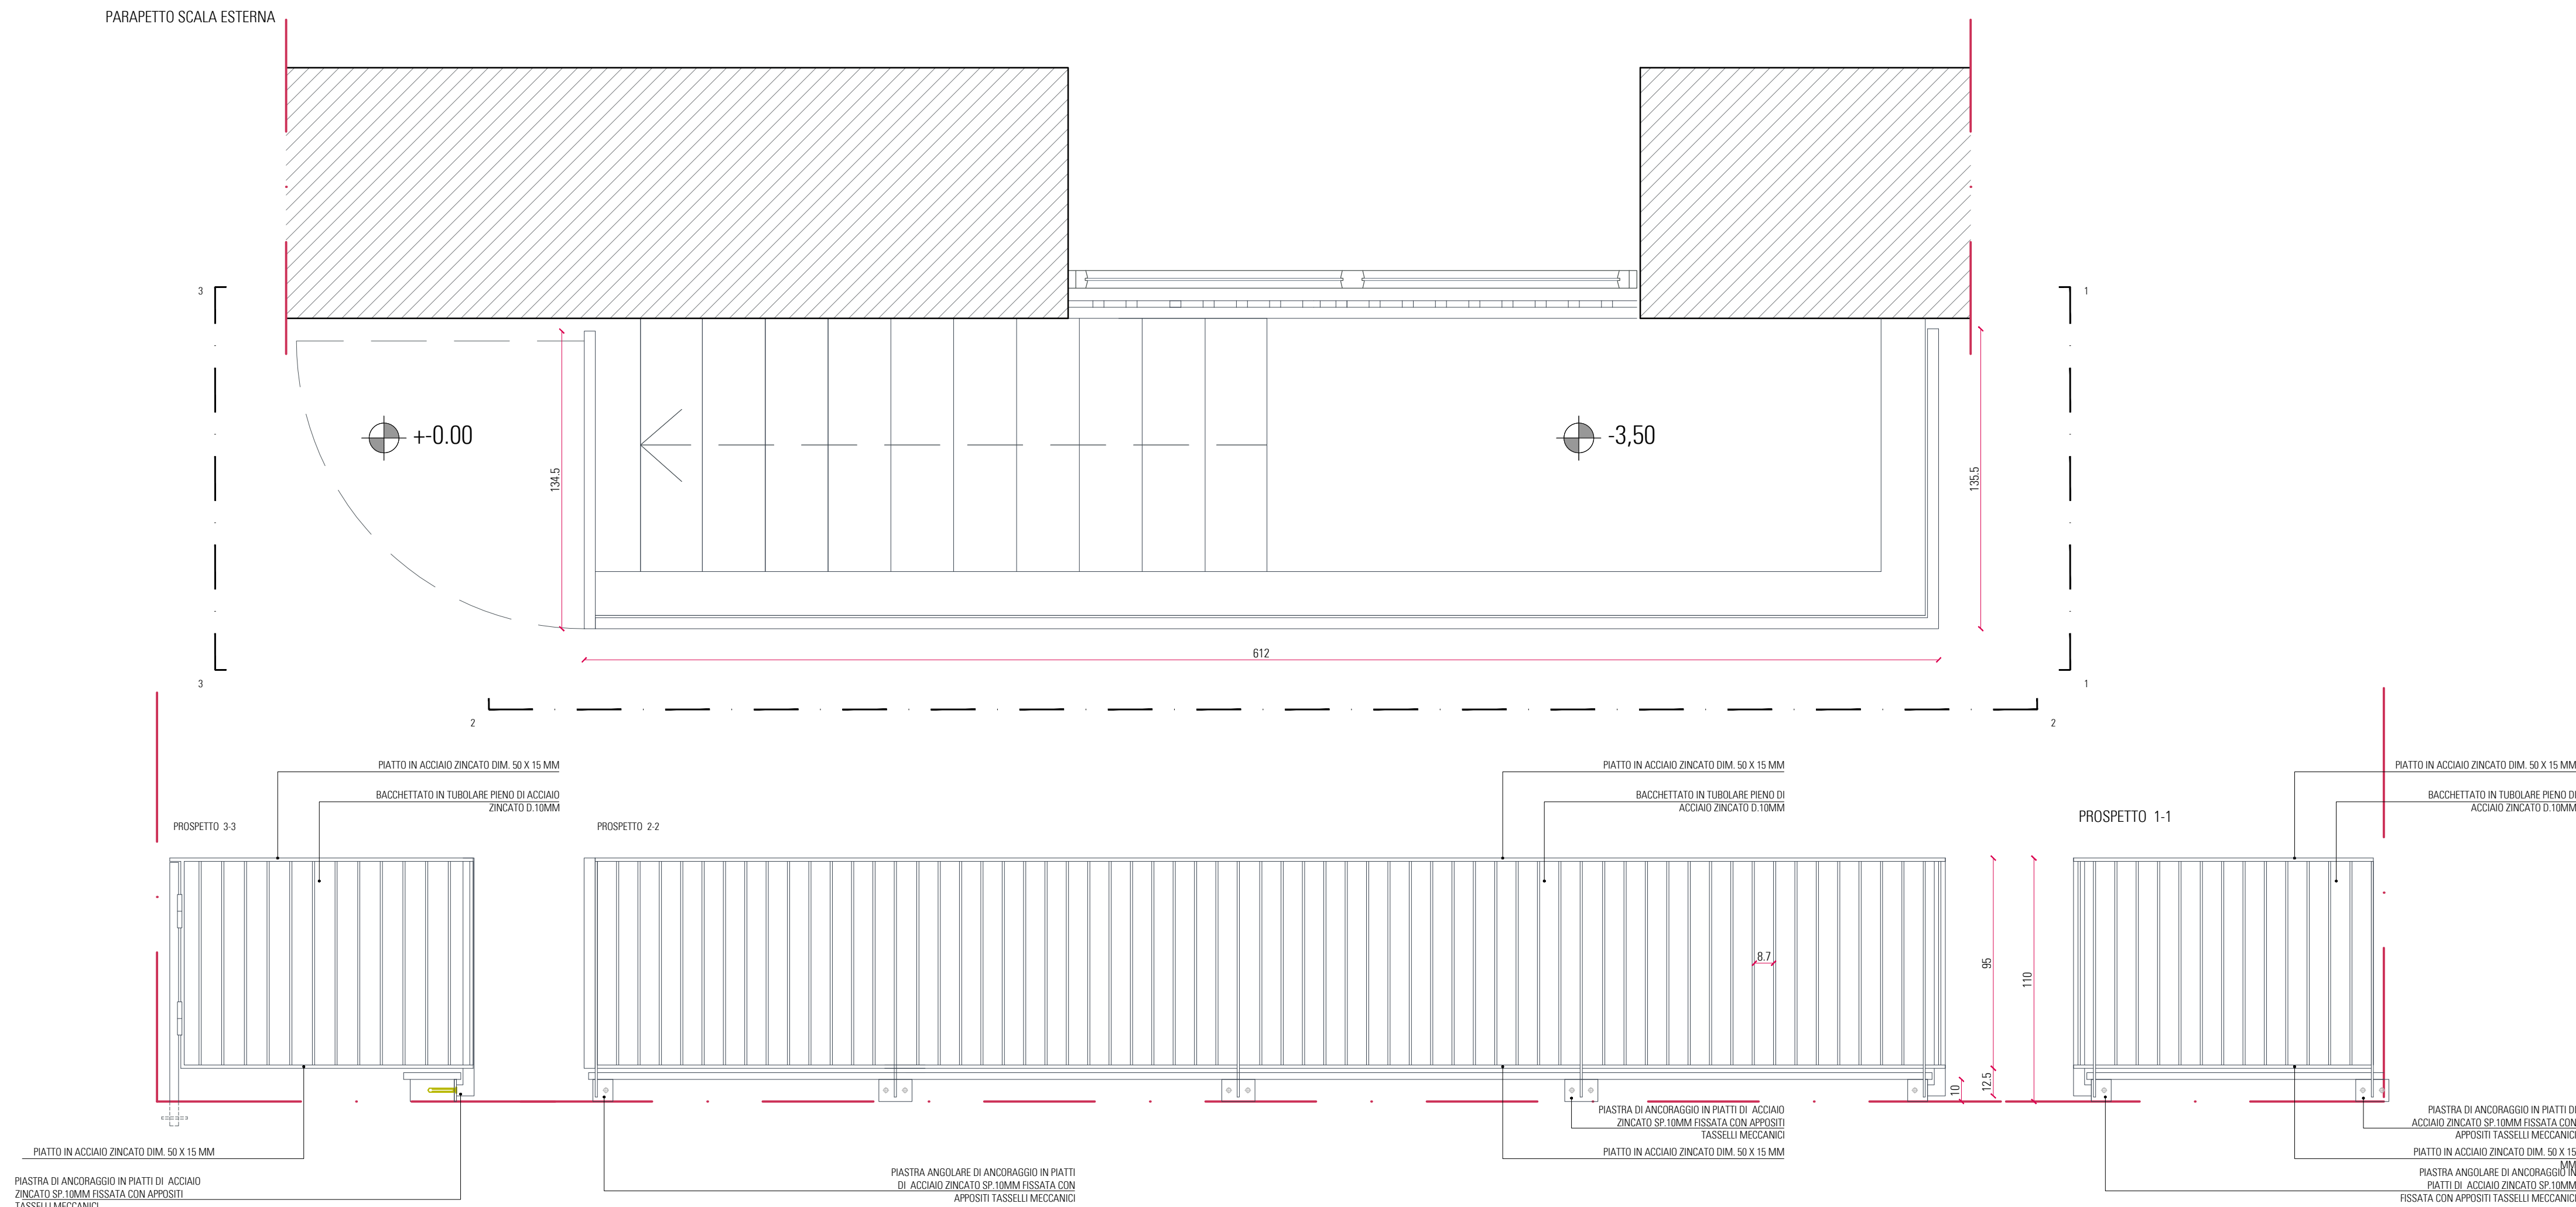 PARAPETTO SCALA ESTERNA
3
1
+-0.00
-3,50
134.5
135.5
612
3
1
2
2
PIATTO IN ACCIAIO ZINCATO DIM. 50 X 15 MM
BACCHETTATO IN TUBOLARE PIENO DI ACCIAIO
ZINCATO D.10MM
PIATTO IN ACCIAIO ZINCATO DIM. 50 X 15 MM
BACCHETTATO IN TUBOLARE PIENO DI
ACCIAIO ZINCATO D.10MM
PIATTO IN ACCIAIO ZINCATO DIM. 50 X 15 MM
BACCHETTATO IN TUBOLARE PIENO DI
ACCIAIO ZINCATO D.10MM
PROSPETTO 3-3
PROSPETTO 2-2
PROSPETTO 1-1
8.7
95
110
10
12.5
PIATTO IN ACCIAIO ZINCATO DIM. 50 X 15 MM
PIASTRA DI ANCORAGGIO IN PIATTI DI ACCIAIO
ZINCATO SP.10MM FISSATA CON APPOSITI
TASSELLI MECCANICI
PIASTRA ANGOLARE DI ANCORAGGIO IN PIATTI
DI ACCIAIO ZINCATO SP.10MM FISSATA CON
APPOSITI TASSELLI MECCANICI
PIASTRA DI ANCORAGGIO IN PIATTI DI ACCIAIO
ZINCATO SP.10MM FISSATA CON APPOSITI
TASSELLI MECCANICI
PIATTO IN ACCIAIO ZINCATO DIM. 50 X 15 MM
PIASTRA DI ANCORAGGIO IN PIATTI DI
ACCIAIO ZINCATO SP.10MM FISSATA CON
APPOSITI TASSELLI MECCANICI
PIATTO IN ACCIAIO ZINCATO DIM. 50 X 15
MM
PIASTRA ANGOLARE DI ANCORAGGIO IN
PIATTI DI ACCIAIO ZINCATO SP.10MM
FISSATA CON APPOSITI TASSELLI MECCANICI